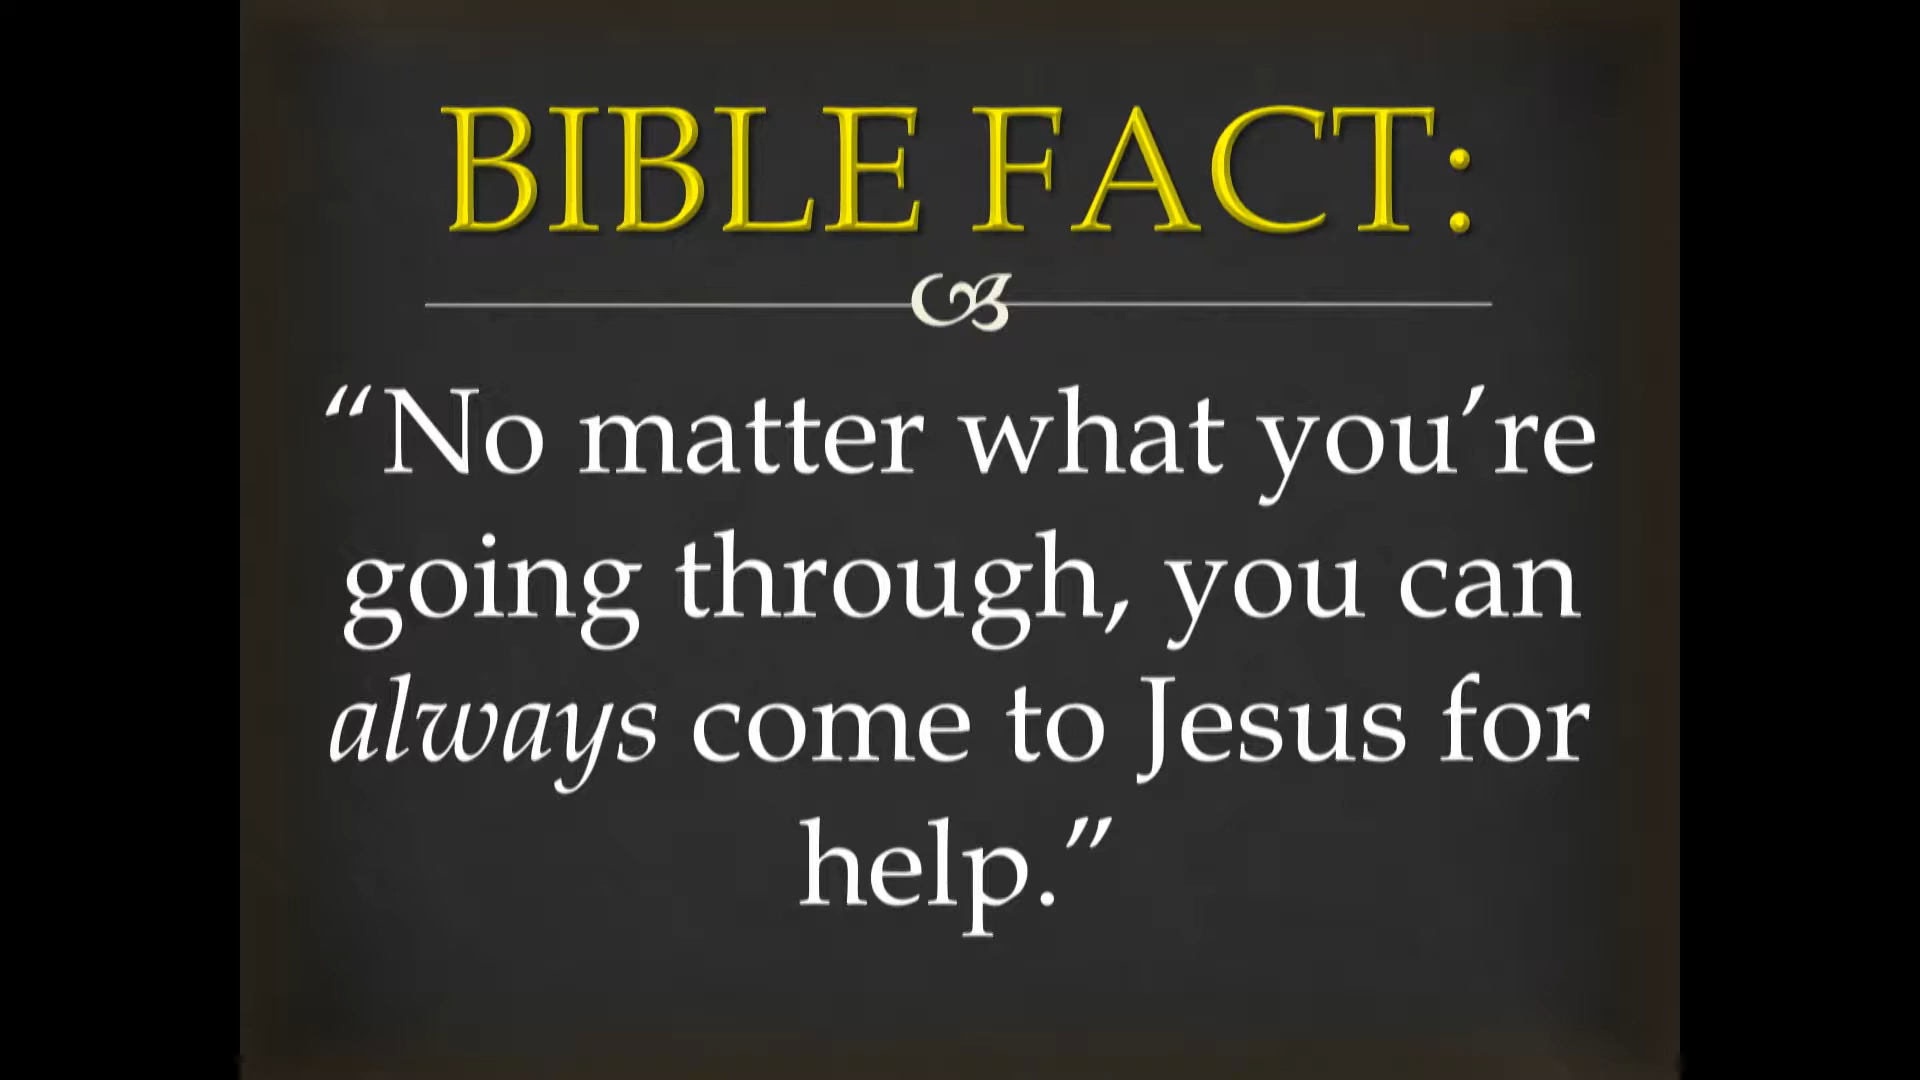 BIBLE FACT:
“No matter what you’re
going through, you can
always come to Jesus for
help.”